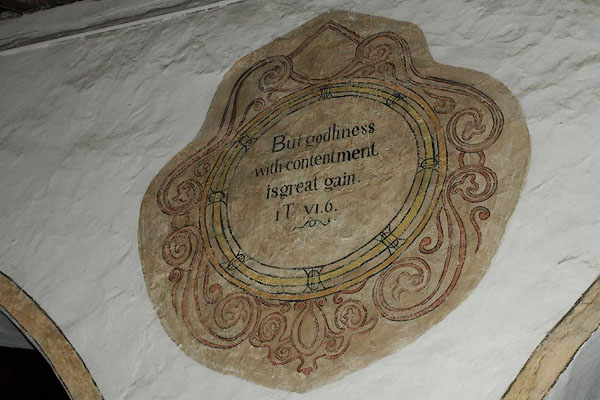 But godliness
with contentment
is great gain.
1 T VI.6.